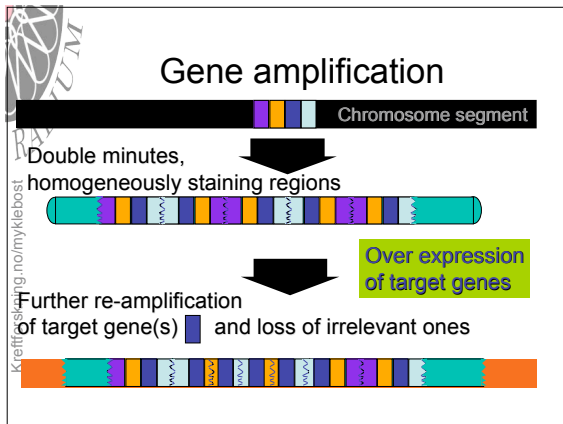 Gene amplification
Chromosome segment
RADIUM
Double minutes,
homogeneously staining regions
Over expression
of target genes
Further re-amplification
of target gene(s) and loss of irrelevant ones
Kreftforskning.no/myklebost